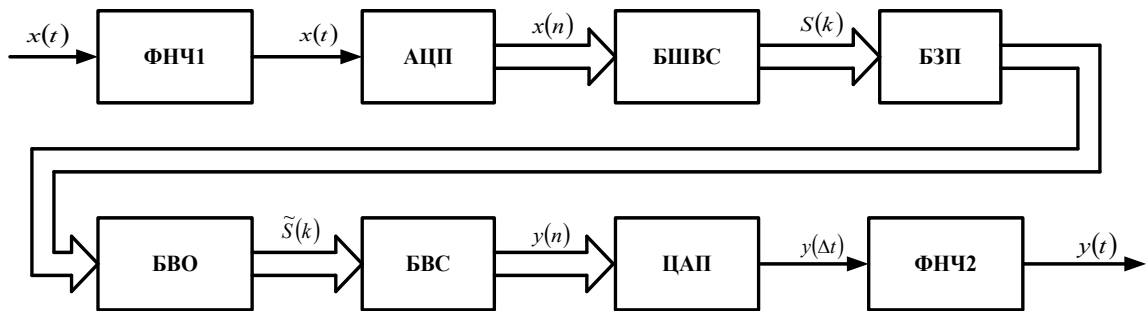 x(t) ФНЧ1 x(t) АЦП x(n) БШВС S(k) БЗП
БВО S̃(k) БВС y(n) ЦАП y(Δt) ФНЧ2 y(t)